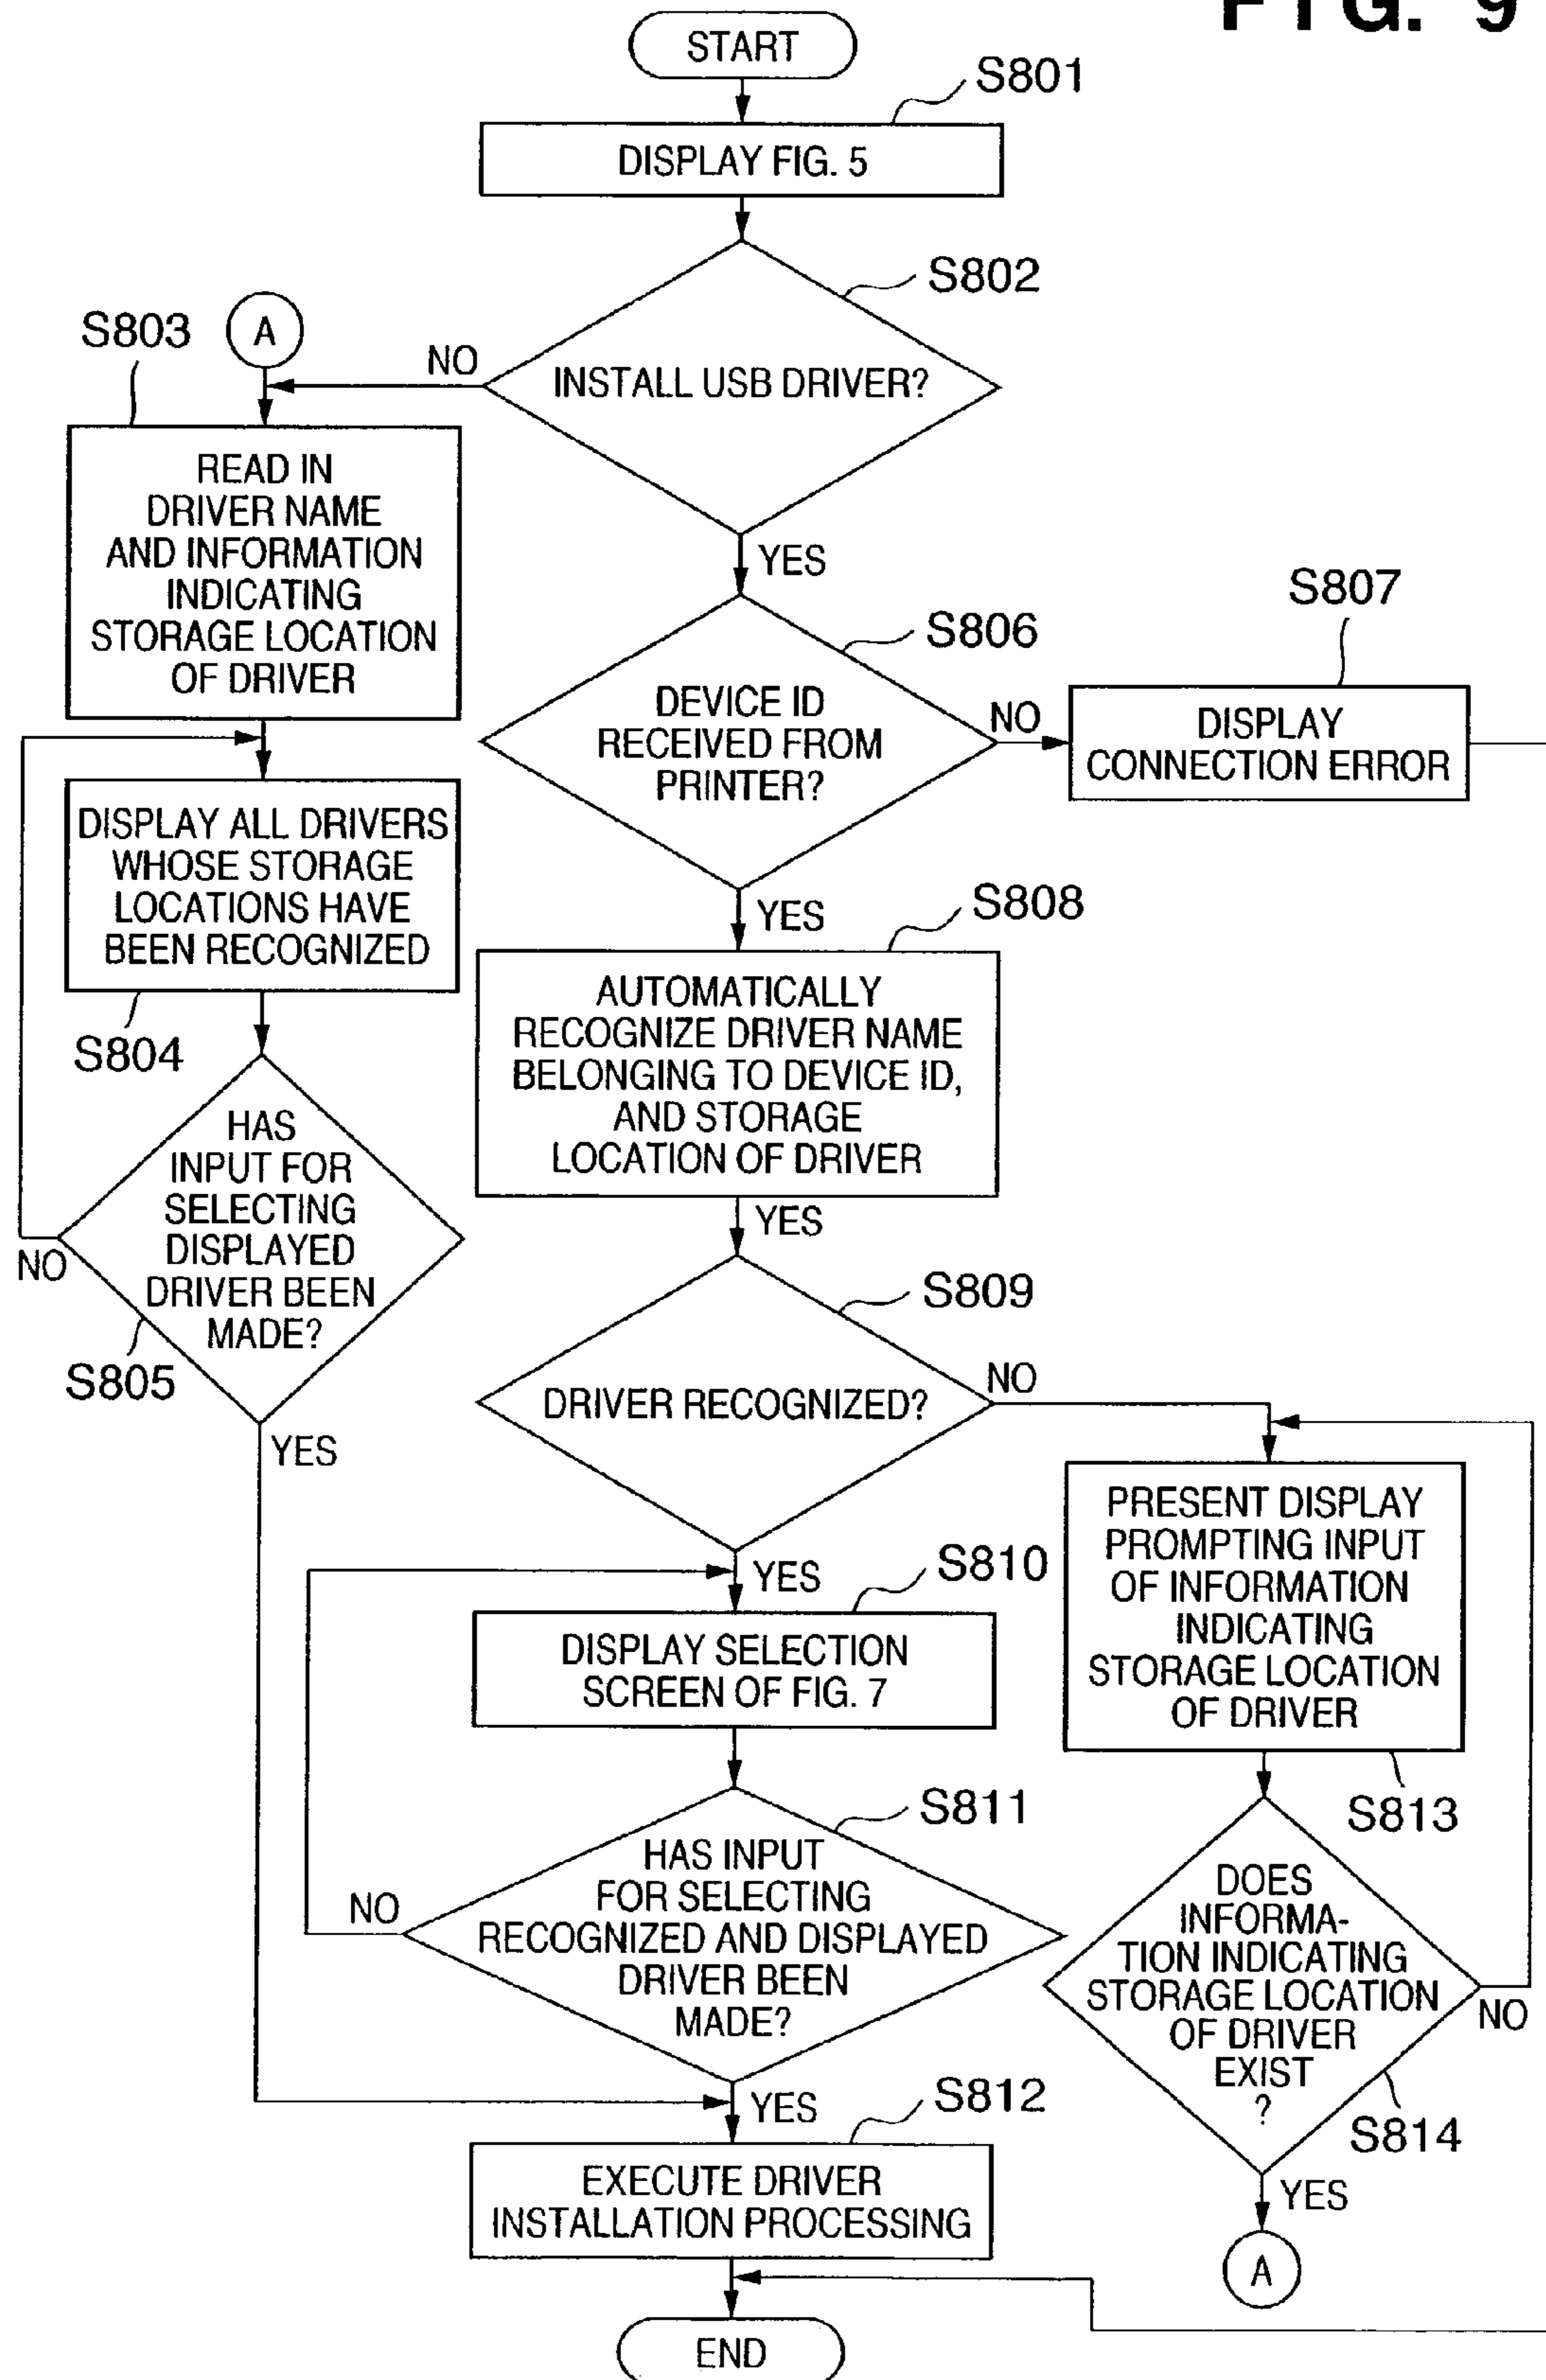 FIG. 9
START
S801
DISPLAY FIG. 5
S802
INSTALL USB DRIVER?
NO
YES
A
S803
READ IN
DRIVER NAME
AND INFORMATION
INDICATING
STORAGE LOCATION
OF DRIVER
DISPLAY ALL DRIVERS
WHOSE STORAGE
LOCATIONS HAVE
BEEN RECOGNIZED
S804
HAS
INPUT FOR
SELECTING
DISPLAYED
DRIVER BEEN
MADE?
NO
S805
YES
S806
DEVICE ID
RECEIVED FROM
PRINTER?
NO
YES
S807
DISPLAY
CONNECTION ERROR
S808
AUTOMATICALLY
RECOGNIZE DRIVER NAME
BELONGING TO DEVICE ID,
AND STORAGE
LOCATION OF DRIVER
YES
S809
DRIVER RECOGNIZED?
NO
YES
S810
DISPLAY SELECTION
SCREEN OF FIG. 7
S811
HAS INPUT
FOR SELECTING
RECOGNIZED AND DISPLAYED
DRIVER BEEN
MADE?
NO
YES
S812
EXECUTE DRIVER
INSTALLATION PROCESSING
END
PRESENT DISPLAY
PROMPTING INPUT
OF INFORMATION
INDICATING
STORAGE LOCATION
OF DRIVER
S813
DOES
INFORMA-
TION INDICATING
STORAGE LOCATION
OF DRIVER
EXIST
?
NO
S814
YES
A